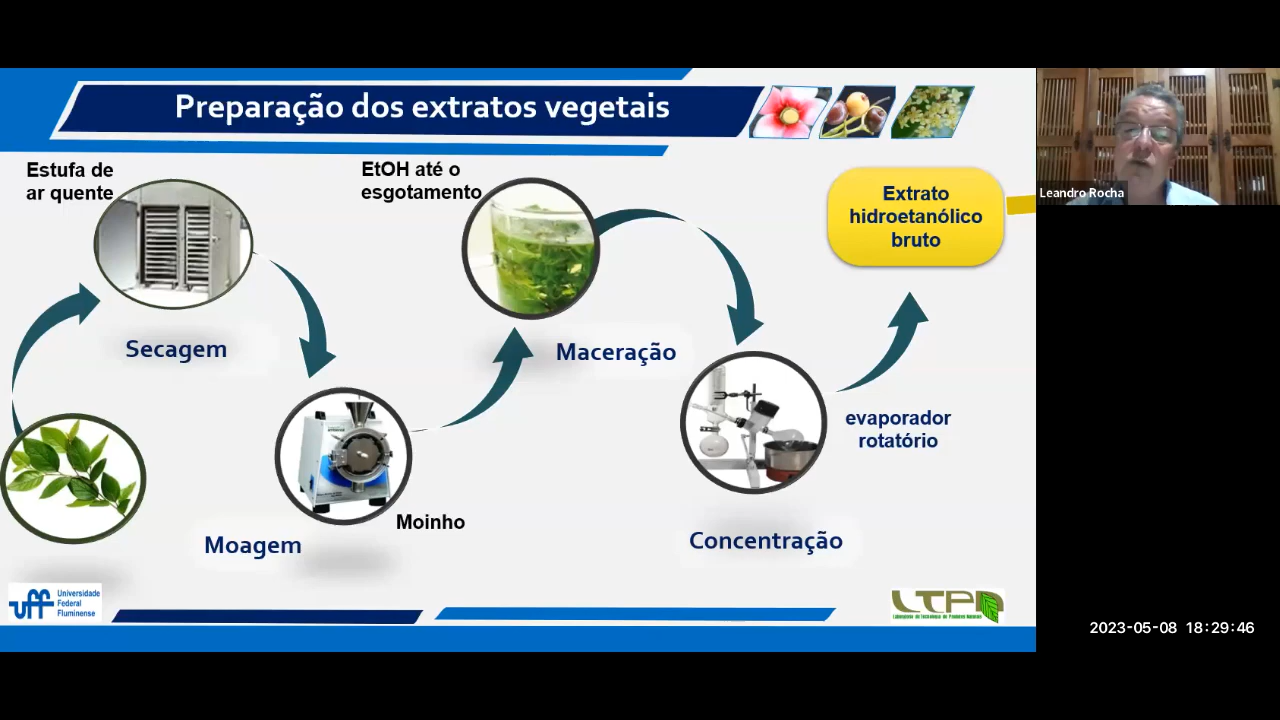 Preparação dos extratos vegetais
Estufa de
ar quente
EtOH até o
esgotamento
Extrato
hidroetanólico
bruto
Leandro Rocha
Secagem
Maceração
evaporador
rotatório
Moinho
Moagem
Concentração
uff
Universidade
Federal
Fluminense
LTPN
2023-05-08 18:29:46